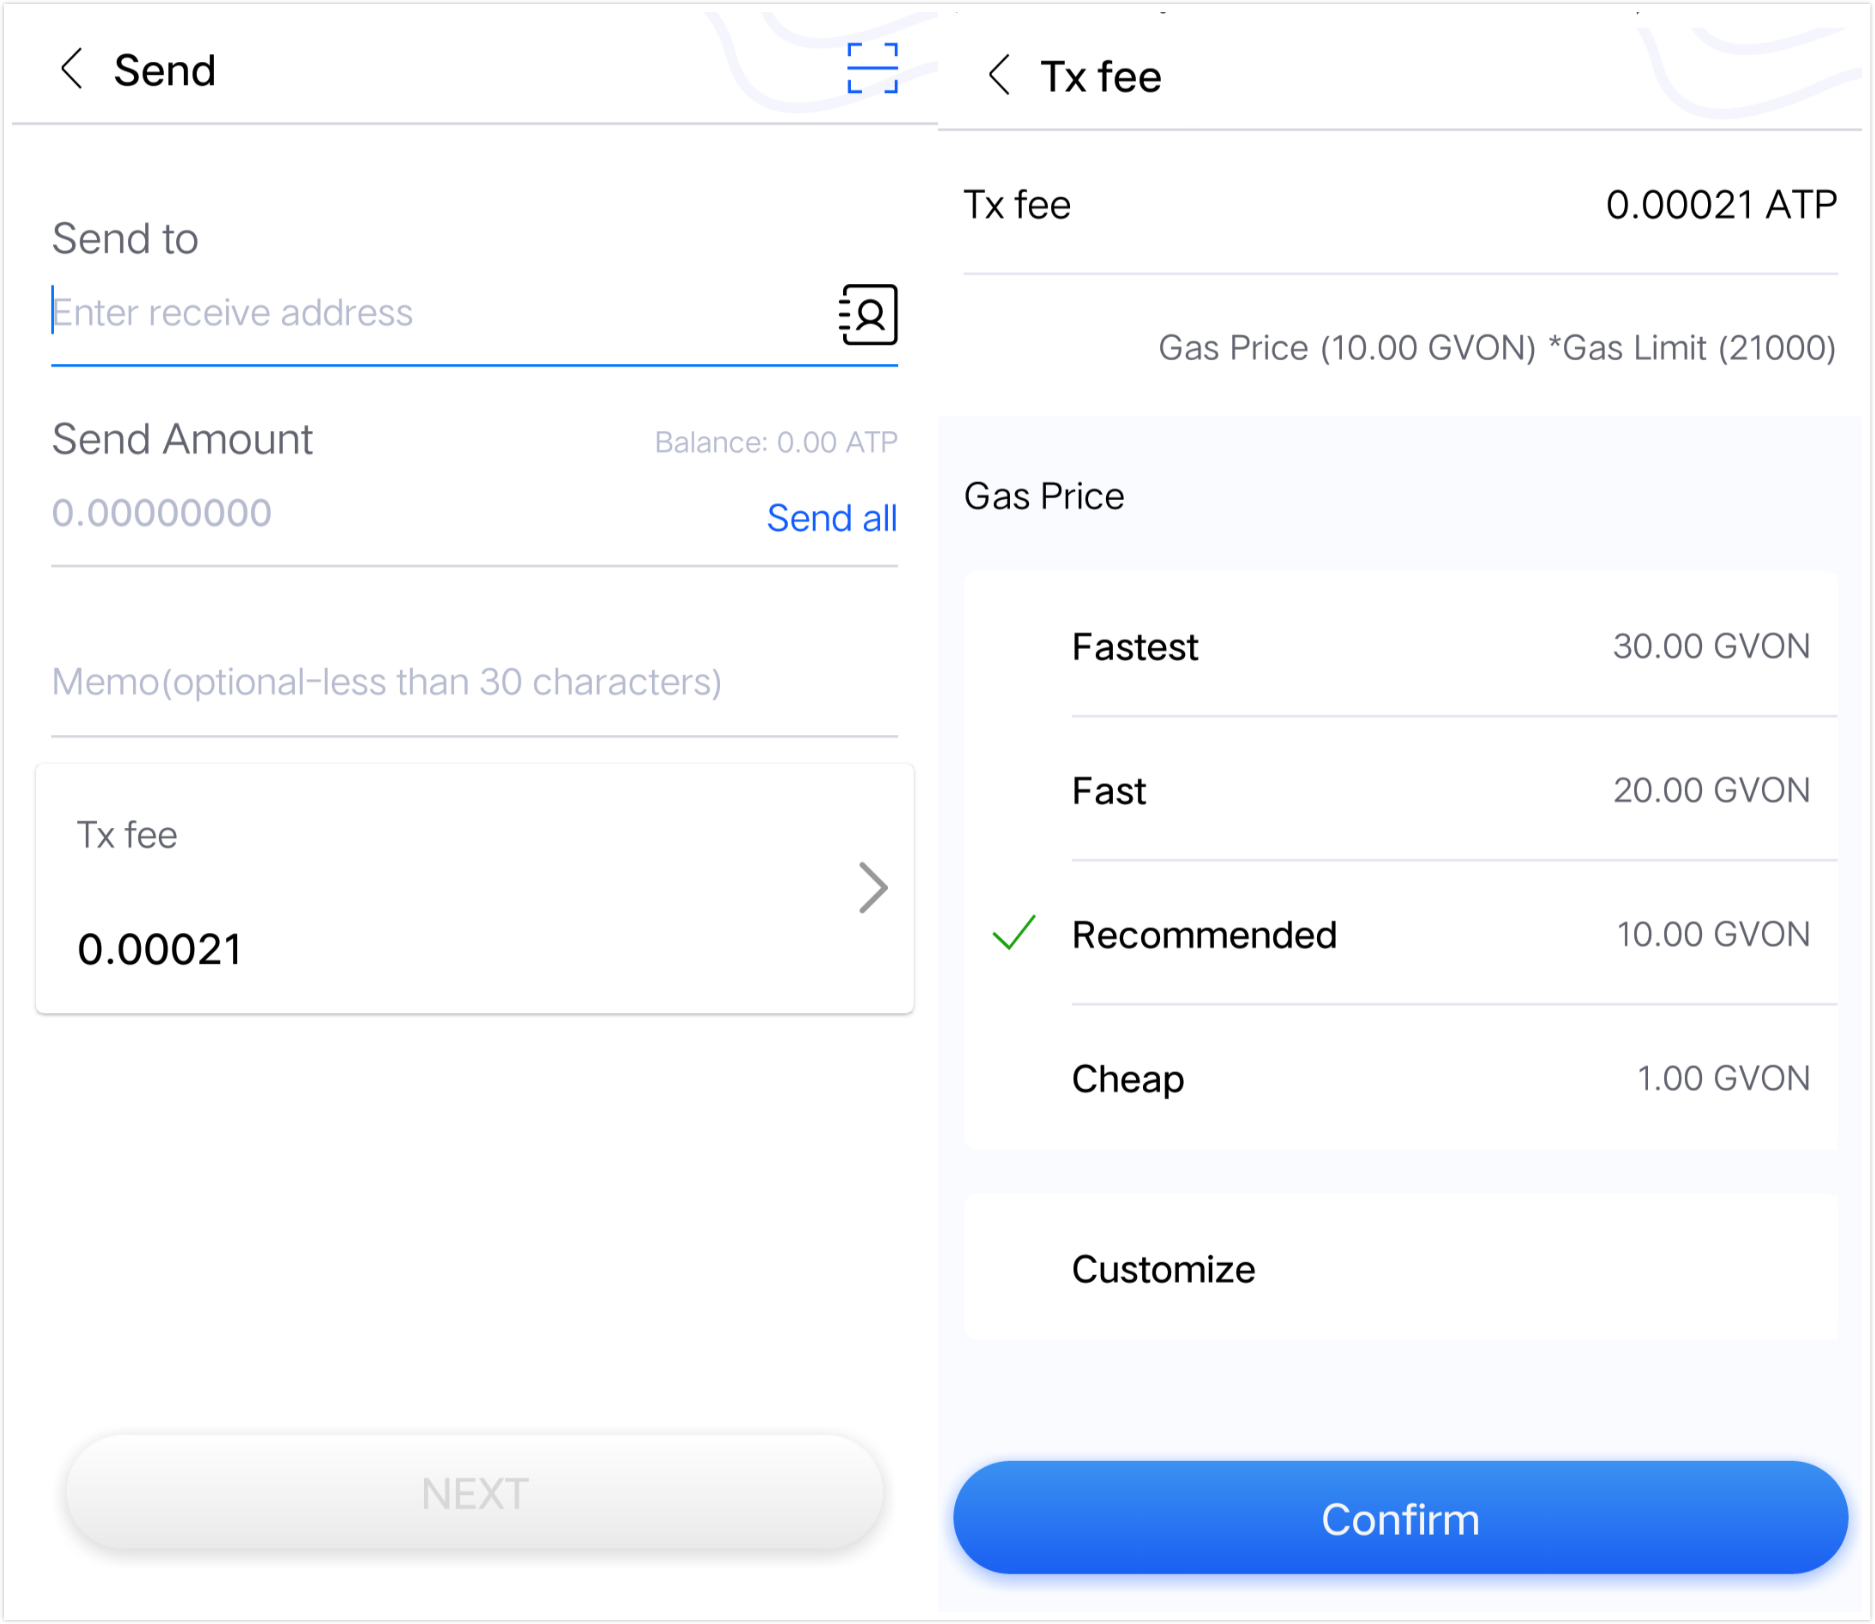 Send
Send to
Enter receive address
Send Amount
Balance: 0.00 ATP
0.00000000
Send all
Memo(optional-less than 30 characters)
Tx fee
0.00021
NEXT
Tx fee
Tx fee
0.00021 ATP
Gas Price (10.00 GVON) *Gas Limit (21000)
Gas Price
Fastest
30.00 GVON
Fast
20.00 GVON
Recommended
10.00 GVON
Cheap
1.00 GVON
Customize
Confirm